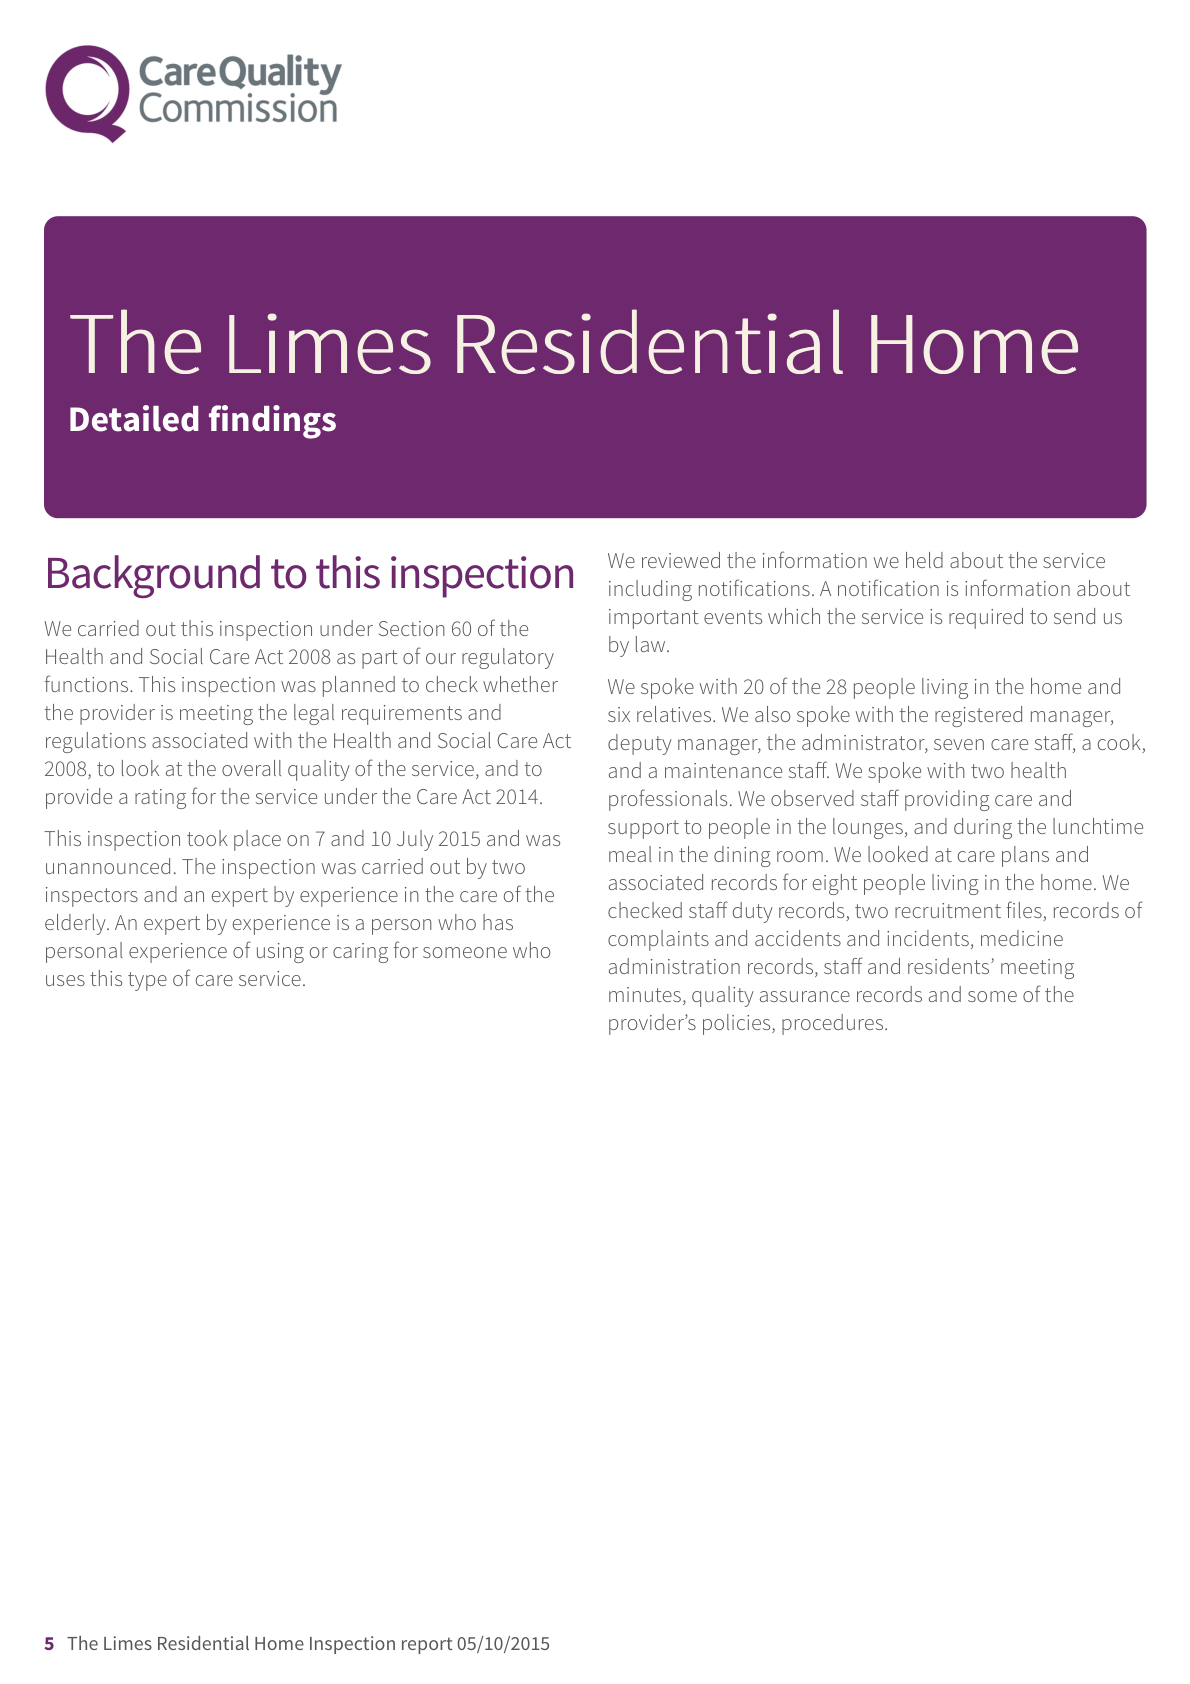 CareQuality
Commission
The Limes Residential Home
Detailed findings
Background to this inspection
We carried out this inspection under Section 60 of the
Health and Social Care Act 2008 as part of our regulatory
functions. This inspection was planned to check whether
the provider is meeting the legal requirements and
regulations associated with the Health and Social Care Act
2008, to look at the overall quality of the service, and to
provide a rating for the service under the Care Act 2014.
This inspection took place on 7 and 10 July 2015 and was
unannounced. The inspection was carried out by two
inspectors and an expert by experience in the care of the
elderly. An expert by experience is a person who has
personal experience of using or caring for someone who
uses this type of care service.
We reviewed the information we held about the service
including notifications. A notification is information about
important events which the service is required to send us
by law.
We spoke with 20 of the 28 people living in the home and
six relatives. We also spoke with the registered manager,
deputy manager, the administrator, seven care staff, a cook,
and a maintenance staff. We spoke with two health
professionals. We observed staff providing care and
support to people in the lounges, and during the lunchtime
meal in the dining room. We looked at care plans and
associated records for eight people living in the home. We
checked staff duty records, two recruitment files, records of
complaints and accidents and incidents, medicine
administration records, staff and residents’ meeting
minutes, quality assurance records and some of the
provider’s policies, procedures.
5 The Limes Residential Home Inspection report 05/10/2015